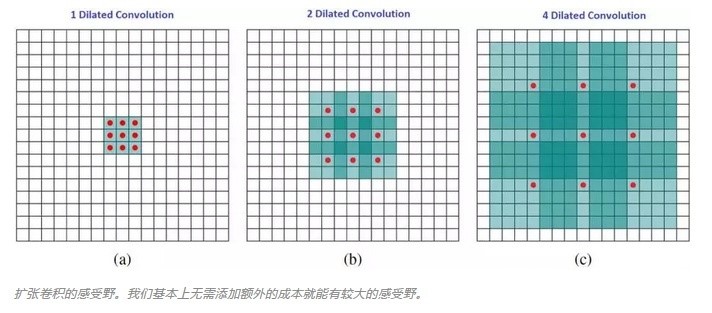 1 Dilated Convolution
2 Dilated Convolution
4 Dilated Convolution
(a)
(b)
(c)
扩张卷积的感受野。我们基本上无需添加额外的成本就能有较大的感受野。